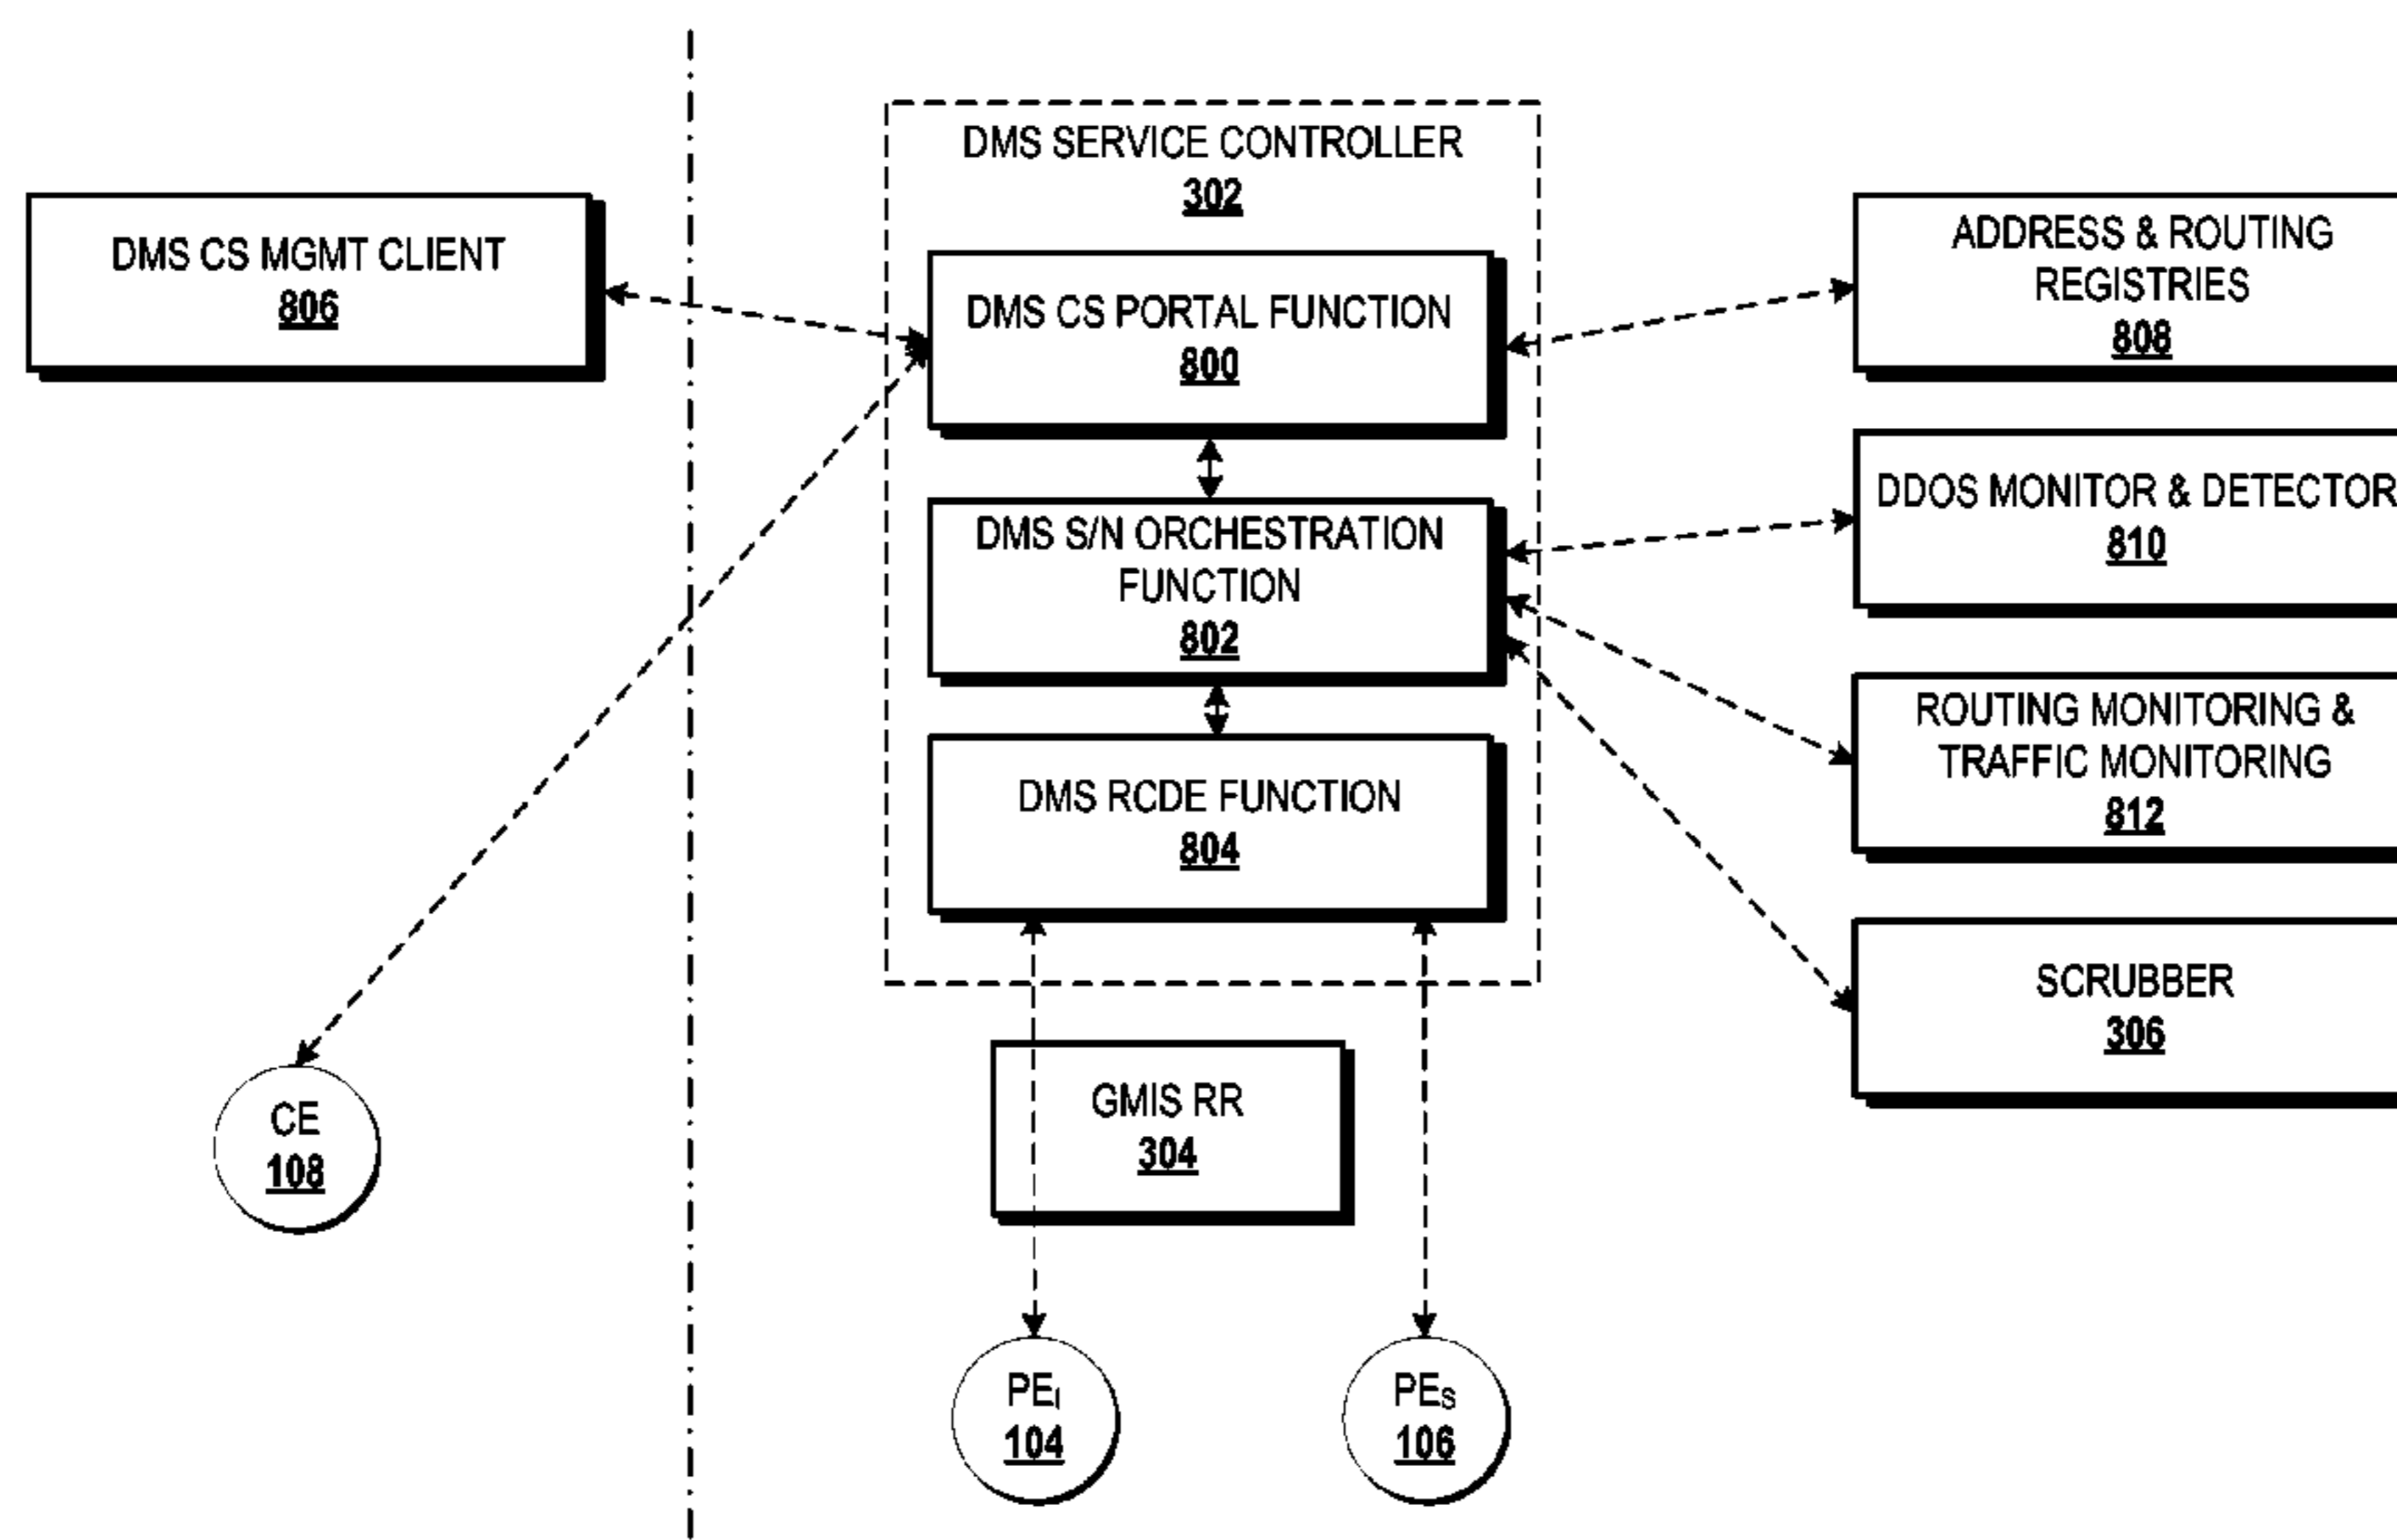 DMS SERVICE CONTROLLER
302
DMS CS MGMT CLIENT
806
DMS CS PORTAL FUNCTION
800
ADDRESS & ROUTING
REGISTRIES
808
DMS S/N ORCHESTRATION
FUNCTION
802
DDOS MONITOR & DETECTOR
810
DMS RCDE FUNCTION
804
ROUTING MONITORING &
TRAFFIC MONITORING
812
SCRUBBER
306
GMIS RR
304
CE
108
PEI
104
PES
106